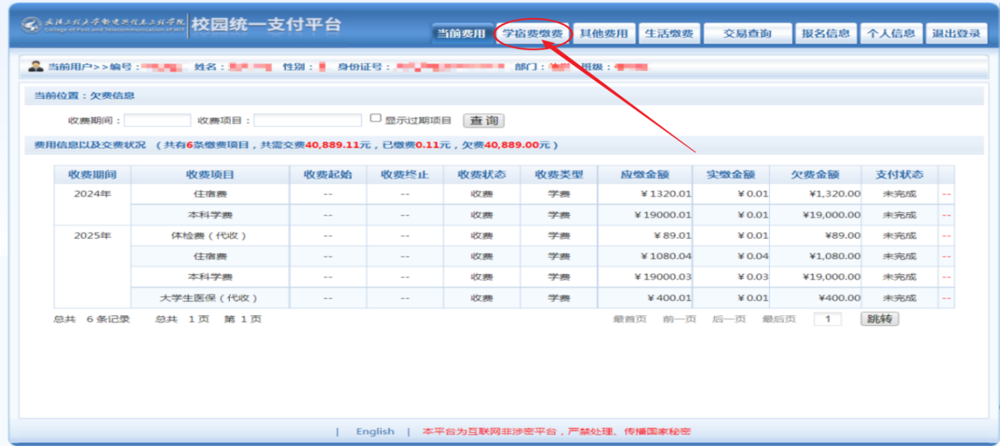 武汉工程大学邮电与信息工程学院 校园统一支付平台
College of Post and Telecommunication of WIT
当前费用 学宿费缴费 其他费用 生活缴费 交易查询 报名信息 个人信息 退出登录
当前用户>>编号： 姓名： 性别： 身份证号： 部门： 班级：
当前位置：欠费信息
收费期间： 收费项目： 显示过期项目 查 询
费用信息以及交费状况 （共有6条缴费项目，共需交费40,889.11元，已缴费0.11元，欠费40,889.00元）
收费期间 收费项目 收费起始 收费终止 收费状态 收费类型 应缴金额 实缴金额 欠费金额 支付状态
2024年 住宿费 -- -- 收费 学费 ￥1320.01 ￥0.01 ¥1,320.00 未完成 --
本科学费 -- -- 收费 学费 ￥19000.01 ￥0.01 ¥19,000.00 未完成 --
2025年 体检费（代收） -- -- 收费 学费 ￥89.01 ￥0.01 ¥89.00 未完成 --
住宿费 -- -- 收费 学费 ￥1080.04 ￥0.04 ¥1,080.00 未完成 --
本科学费 -- -- 收费 学费 ￥19000.03 ￥0.03 ¥19,000.00 未完成 --
大学生医保（代收） -- -- 收费 学费 ￥400.01 ￥0.01 ¥400.00 未完成 --
总共 6 条记录 总共 1 页 第 1 页 最首页 前一页 后一页 最后页 1 跳转
| English | 本平台为互联网非涉密平台，严禁处理、传播国家秘密